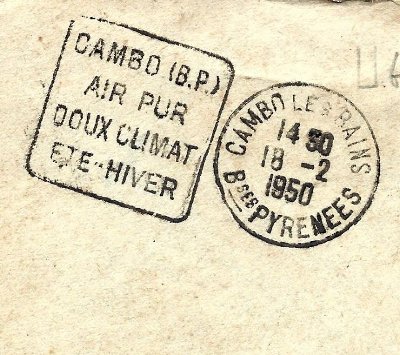 CAMBO (B.P.)
AIR PUR
DOUX CLIMAT
ETE-HIVER
CAMBO LES BAINS
14 30
18 -2
1950
BSES PYRENEES